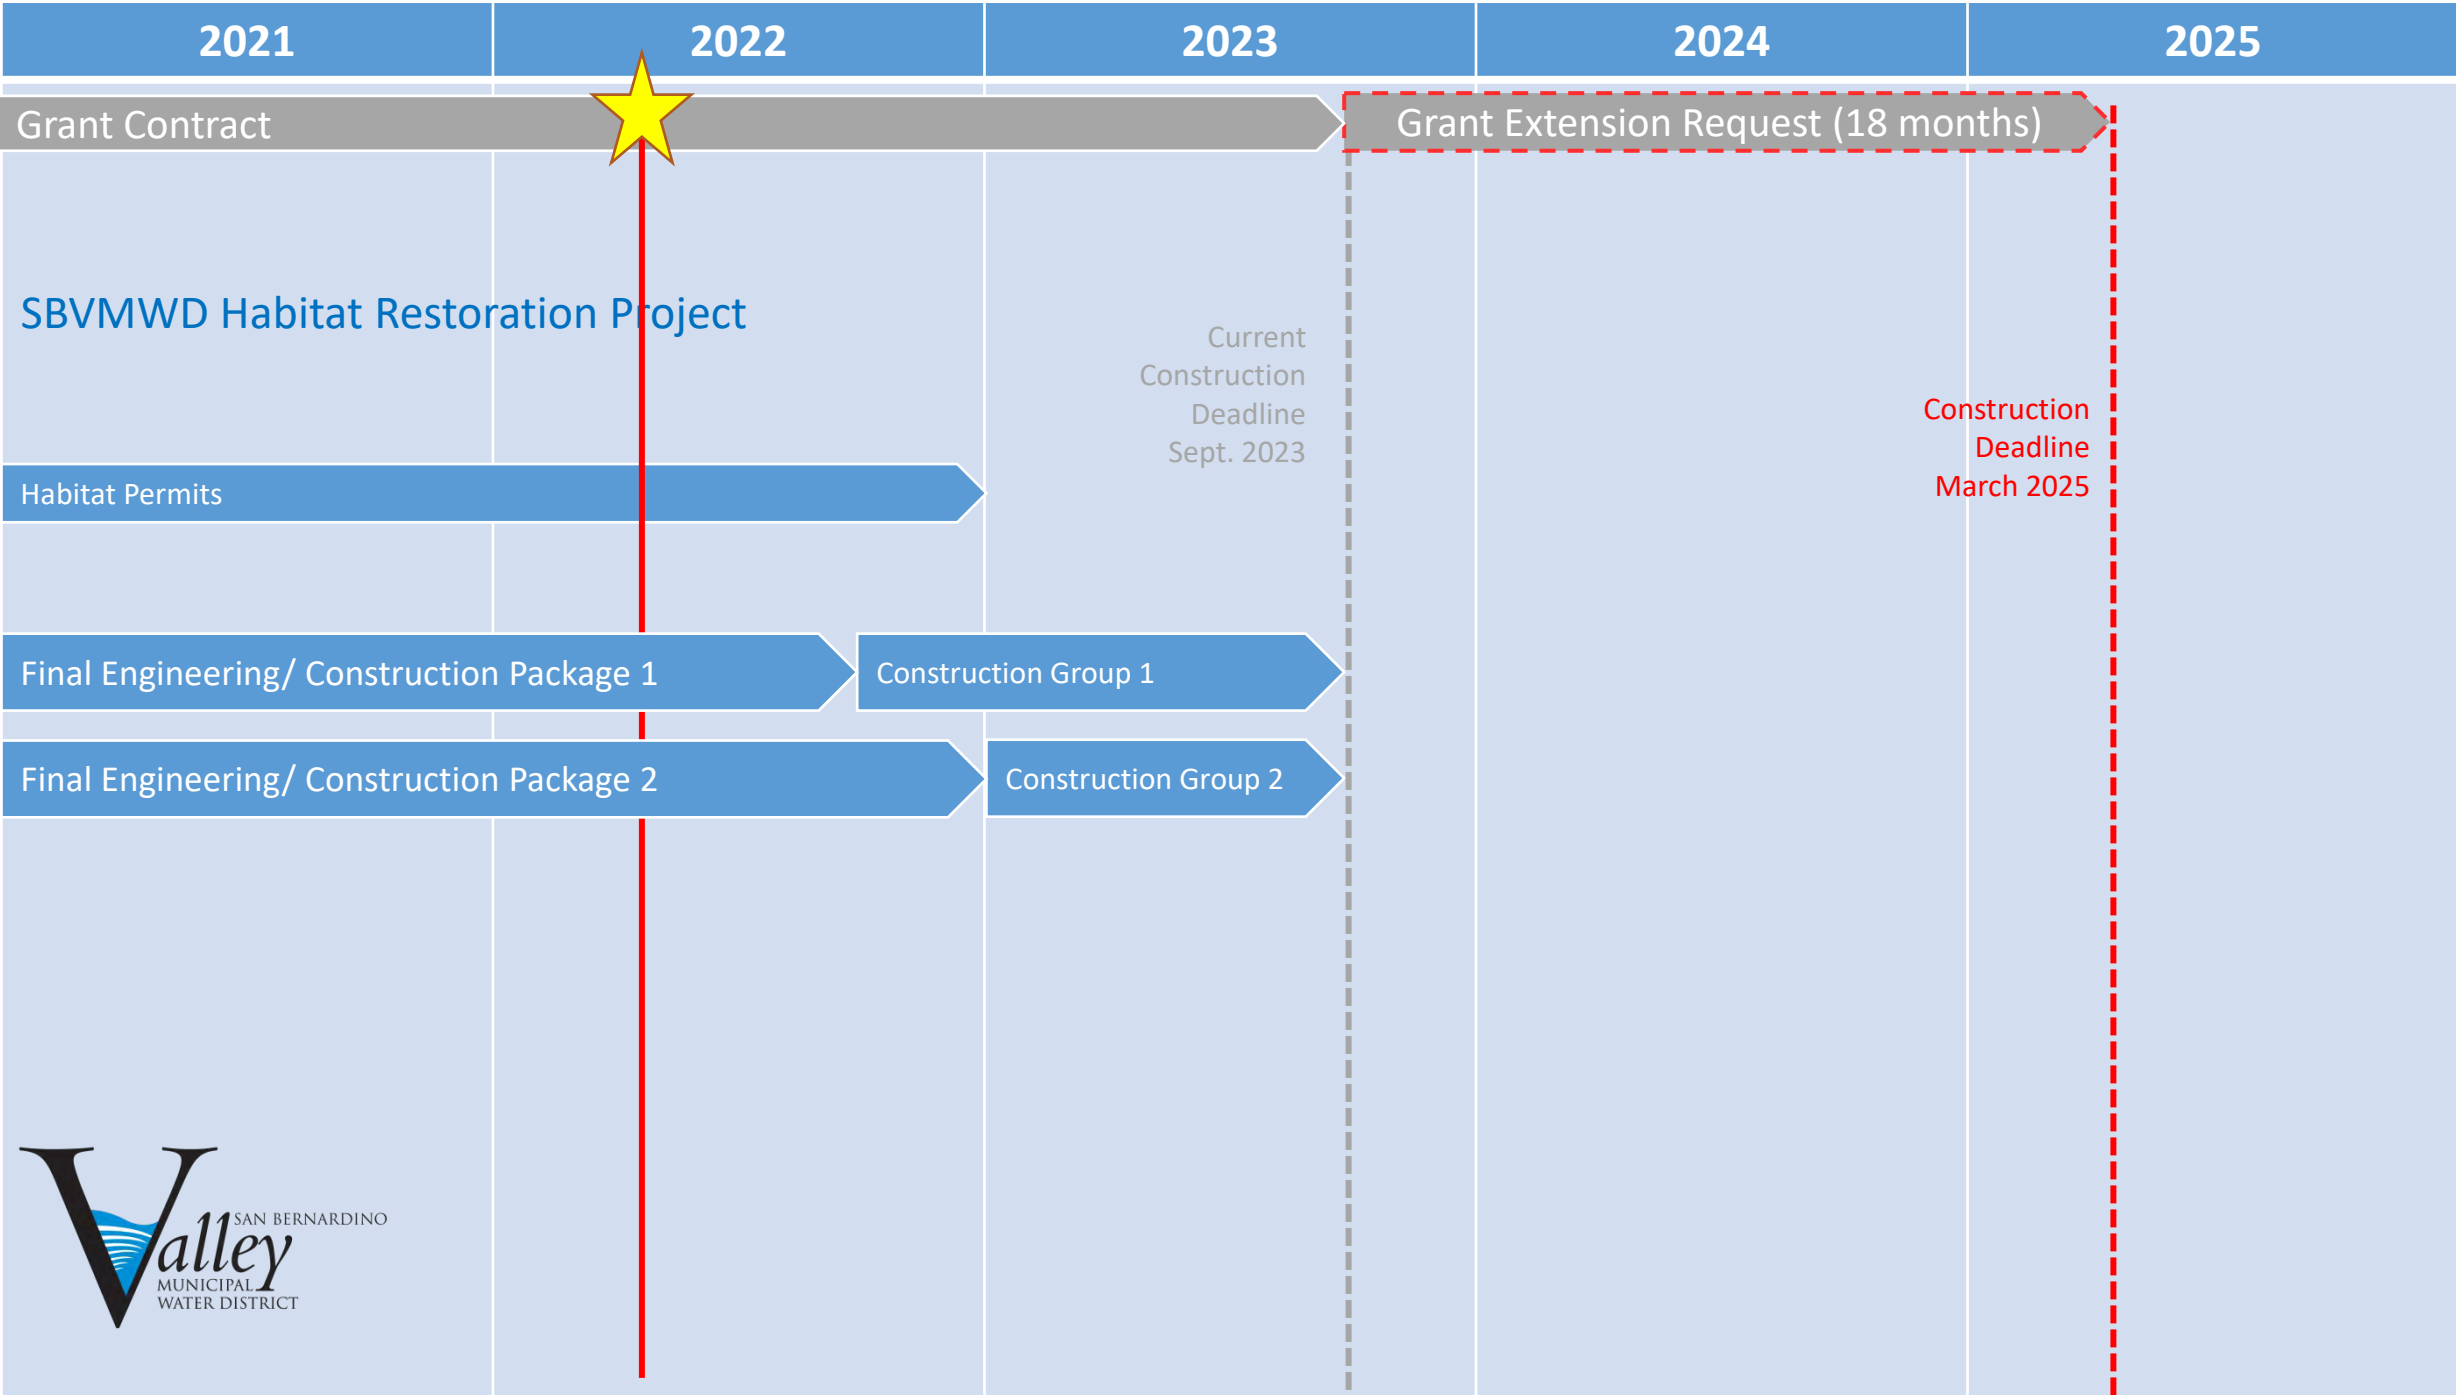 2021
2022
2023
2024
2025
Grant Contract
Grant Extension Request (18 months)
SBVMWD Habitat Restoration Project
Current
Construction
Deadline
Sept. 2023
Construction
Deadline
March 2025
Habitat Permits
Final Engineering/ Construction Package 1
Construction Group 1
Final Engineering/ Construction Package 2
Construction Group 2
SAN BERNARDINO
Valley
MUNICIPAL
WATER DISTRICT